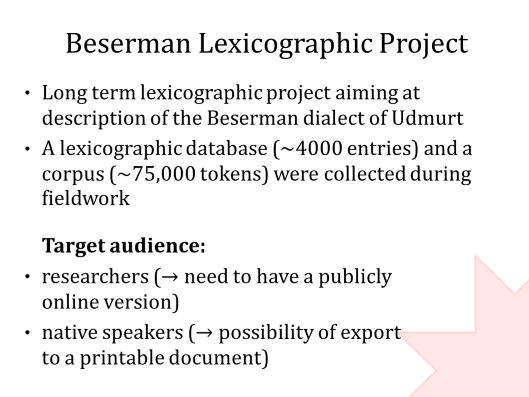 Beserman Lexicographic Project
• Long term lexicographic project aiming at
description of the Beserman dialect of Udmurt
• A lexicographic database (~4000 entries) and a
corpus (~75,000 tokens) were collected during
fieldwork
Target audience:
• researchers (→ need to have a publicly
online version)
• native speakers (→ possibility of export
to a printable document)